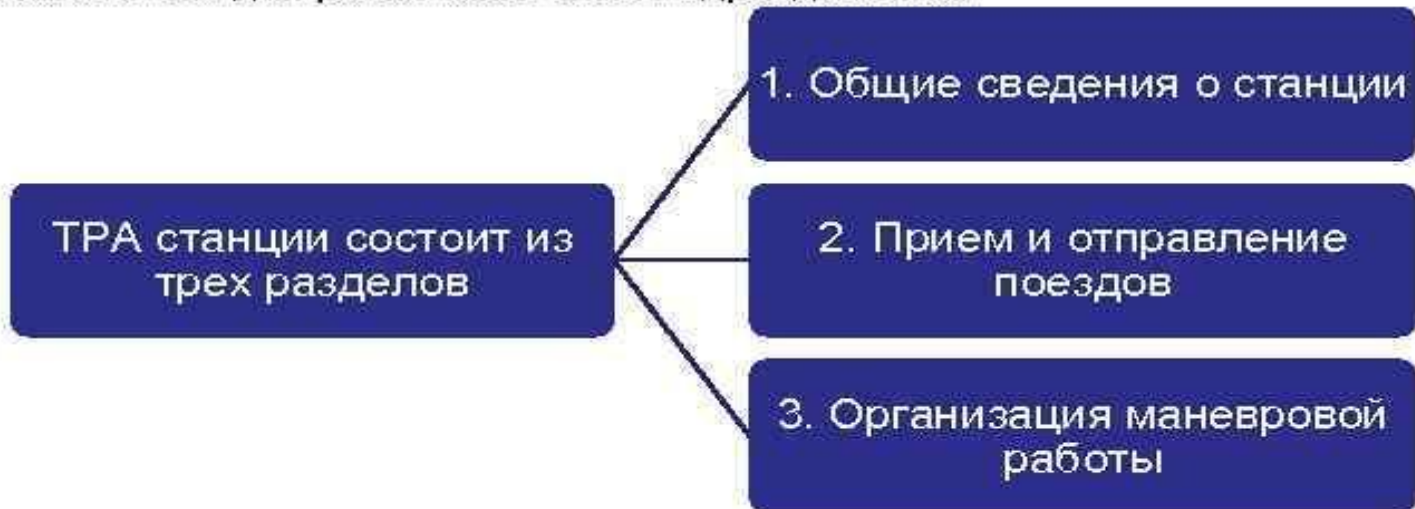 1. Общие сведения о станции
ТРА станции состоит из
трех разделов
2. Прием и отправление
поездов
3. Организация маневровой
работы